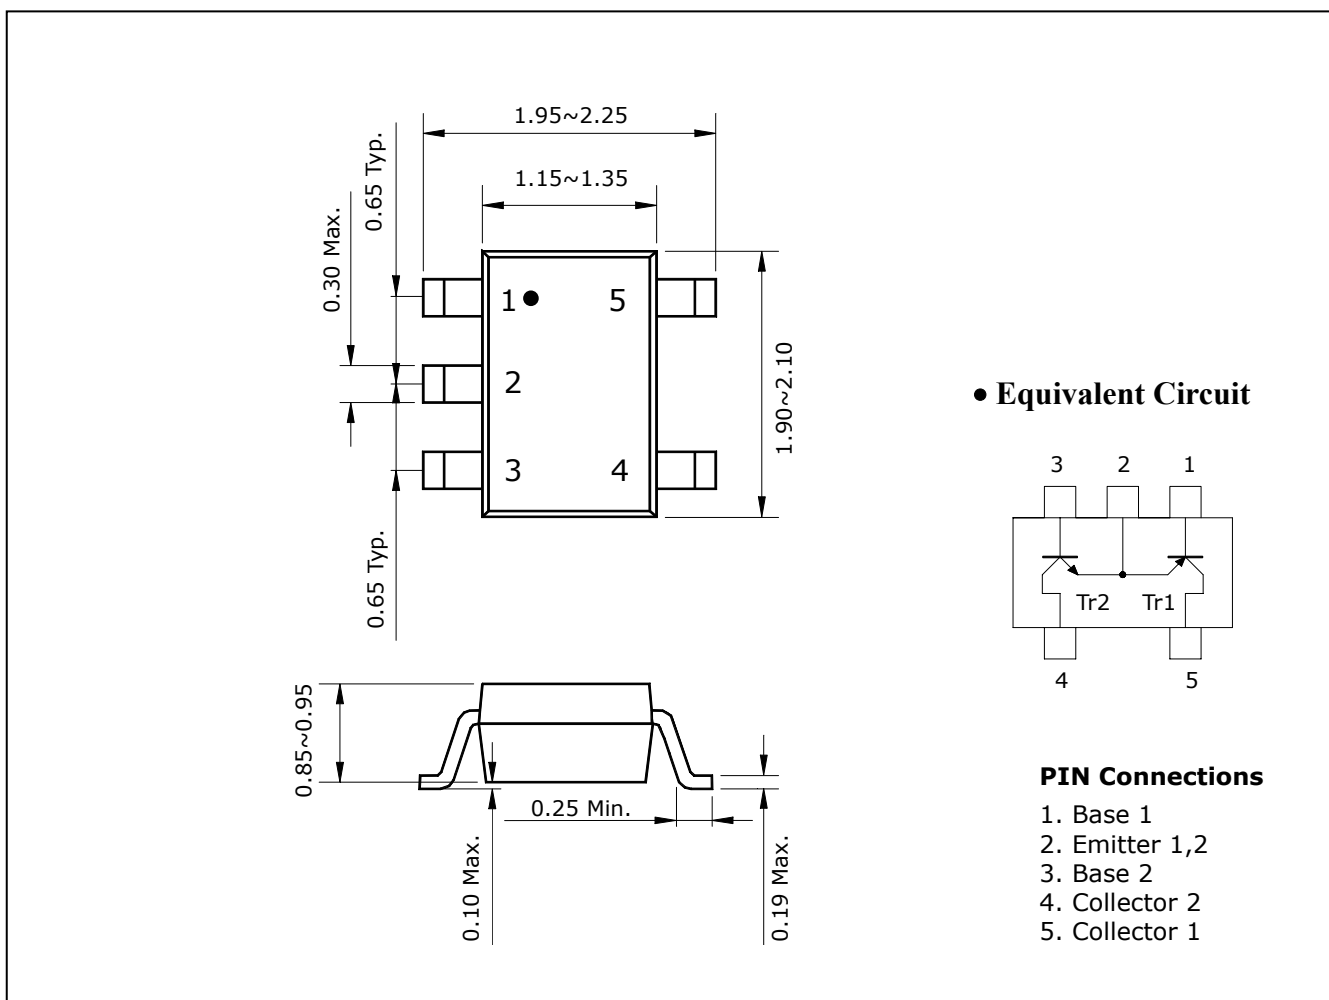 1.95~2.25
1.15~1.35
0.65 Typ.
0.30 Max.
1
5
2
3
4
1.90~2.10
0.65 Typ.
• Equivalent Circuit
3 2 1
Tr2 Tr1
4 5
0.85~0.95
0.25 Min.
0.10 Max.
0.19 Max.
PIN Connections
1. Base 1
2. Emitter 1,2
3. Base 2
4. Collector 2
5. Collector 1